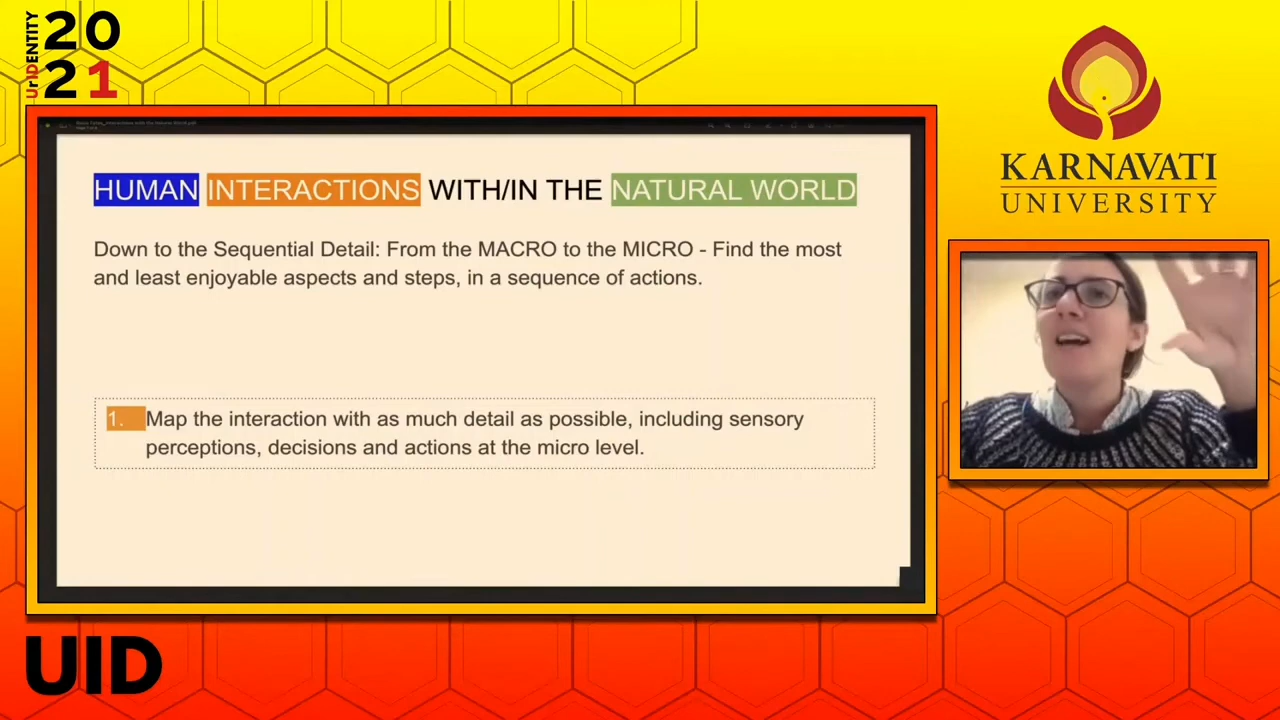 UrIDENTITY
20
21
KARNAVATI
UNIVERSITY
HUMAN INTERACTIONS WITH/IN THE NATURAL WORLD
Down to the Sequential Detail: From the MACRO to the MICRO - Find the most
and least enjoyable aspects and steps, in a sequence of actions.
1. Map the interaction with as much detail as possible, including sensory
perceptions, decisions and actions at the micro level.
UID